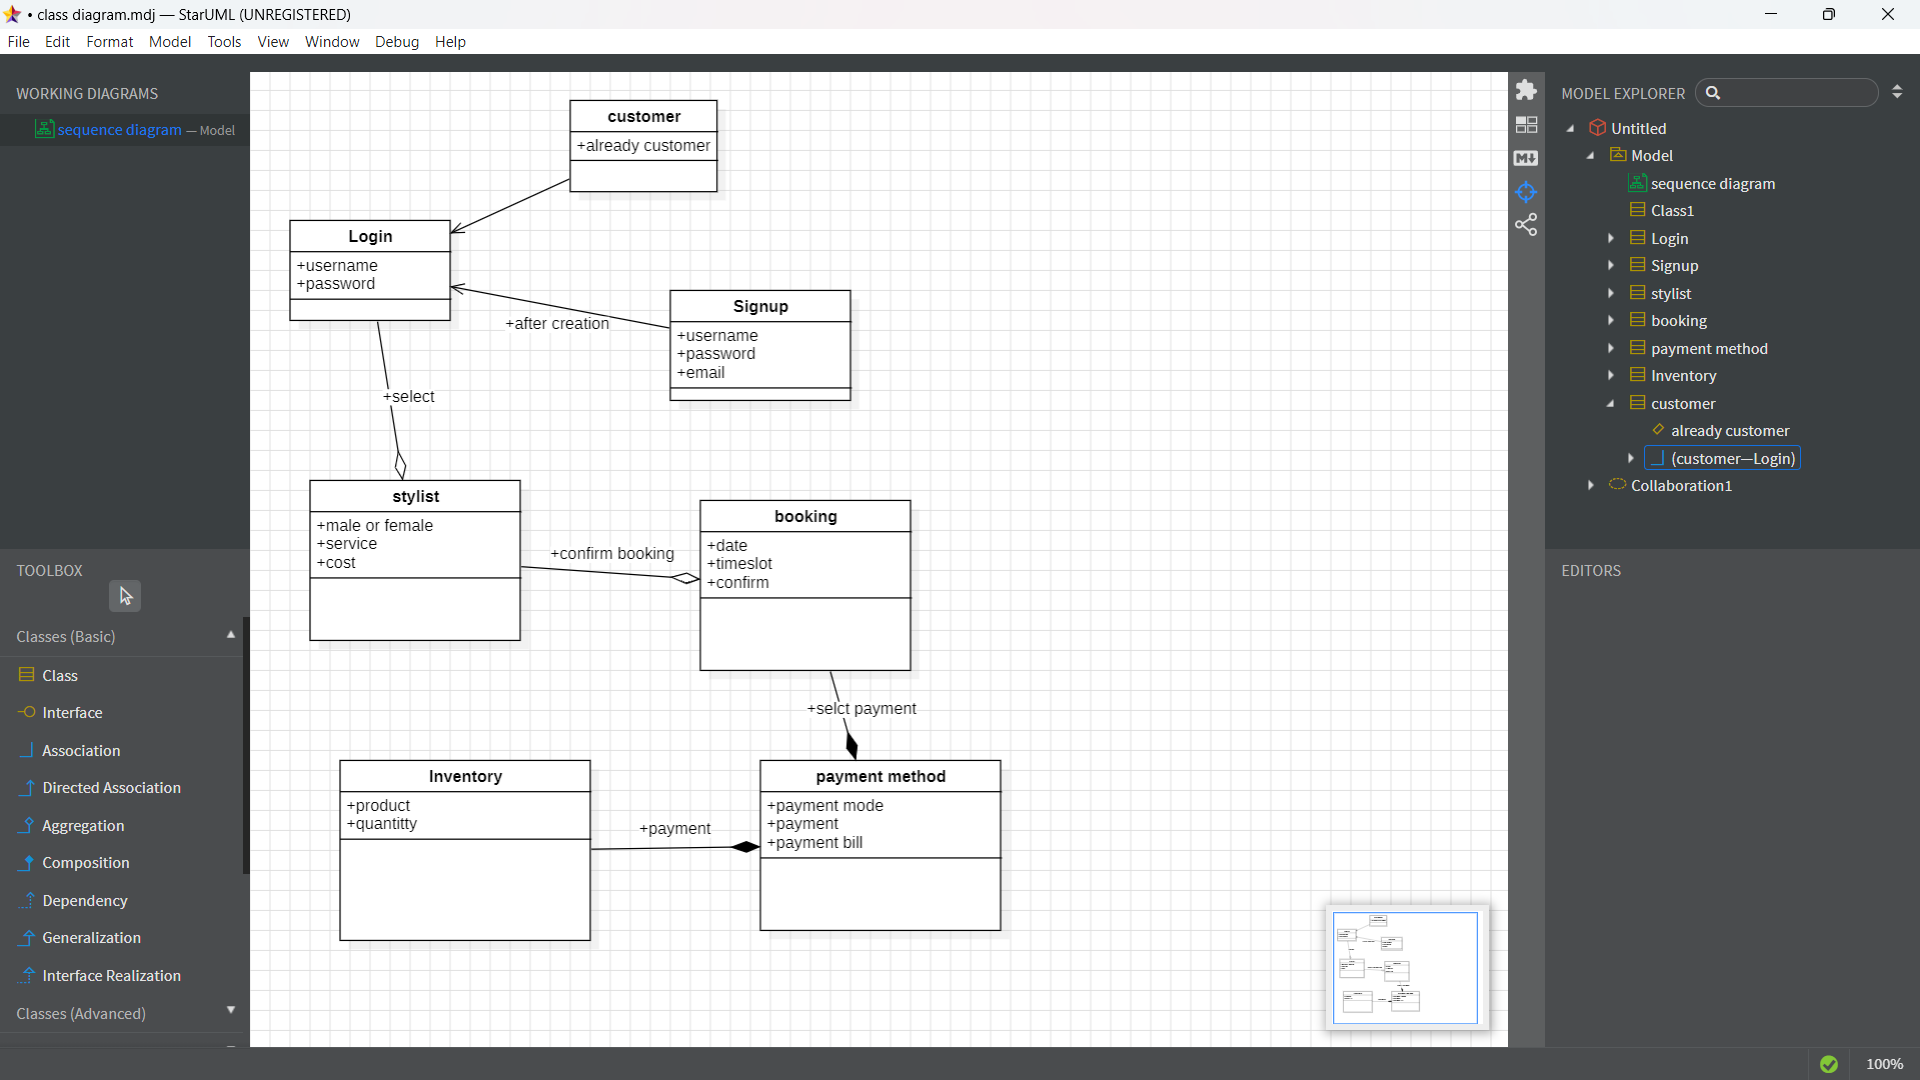 • class diagram.mdj — StarUML (UNREGISTERED)
File Edit Format Model Tools View Window Debug Help
WORKING DIAGRAMS
sequence diagram — Model
TOOLBOX
Classes (Basic)
Class
Interface
Association
Directed Association
Aggregation
Composition
Dependency
Generalization
Interface Realization
Classes (Advanced)
customer
+already customer
Login
+username
+password
+after creation
Signup
+username
+password
+email
+select
stylist
+male or female
+service
+cost
+confirm booking
booking
+date
+timeslot
+confirm
+selct payment
Inventory
+product
+quantitty
+payment
payment method
+payment mode
+payment
+payment bill
M
MODEL EXPLORER
Untitled
Model
sequence diagram
Class1
Login
Signup
stylist
booking
payment method
Inventory
customer
already customer
(customer—Login)
Collaboration1
EDITORS
100%